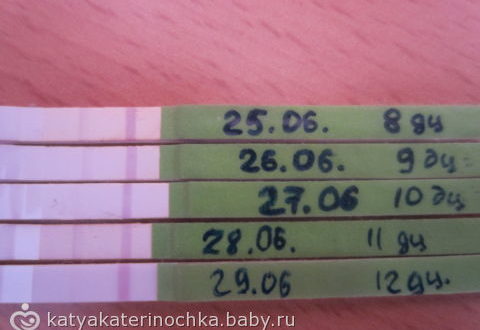 25.06. 8 дц
26.06. 9 дц
27.06 10 дц
28.06. 11 дц
29.06 12 дц.
katyakaterinochka.baby.ru